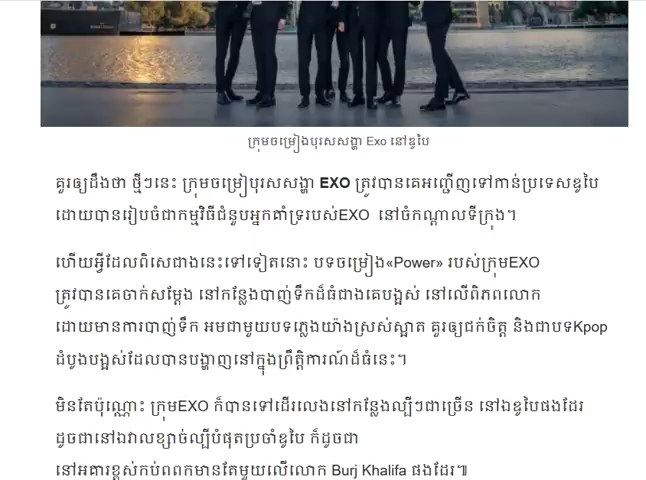 ក្រុមចម្រៀងបុរសសង្ហា Exo នៅឌូបៃ
គួរឲ្យដឹងថា ថ្មីៗនេះ ក្រុមចម្រៀបុរសសង្ហា EXO ត្រូវបានគេអញ្ជើញទៅកាន់ប្រទេសឌូបៃ
ដោយបានរៀបចំជាកម្មវិធីជំនួបអ្នកគាំទ្ររបស់EXO នៅចំកណ្ដាលទីក្រុង។
ហើយអ្វីដែលពិសេជាងនេះទៅទៀតនោះ បទចម្រៀង«Power» របស់ក្រុមEXO
ត្រូវបានគេចាក់សម្ដែង នៅកន្លែងបាញ់ទឹកដ៏ធំជាងគេបង្អស់ នៅលើពិភពលោក
ដោយមានការបាញ់ទឹក អមជាមួយបទភ្លេងយ៉ាងស្រស់ស្អាត គួរឲ្យជក់ចិត្ត និងជាបទKpop
ដំបូងបង្អស់ដែលបានបង្ហាញនៅក្នុងព្រឹត្តិការណ៍ដ៏ធំនេះ។
មិនតែប៉ុណ្ណោះ ក្រុមEXO ក៏បានទៅដើរលេងនៅកន្លែងល្បីៗជាច្រើន នៅឯឌូបៃផងដែរ
ដូចជានៅឯវាលខ្សាច់ល្បីបំផុតប្រចាំឌូបៃ ក៏ដូចជា
នៅអគារខ្ពស់កប់ពពកមានតែមួយលើលោក Burj Khalifa ផងដែរ៕